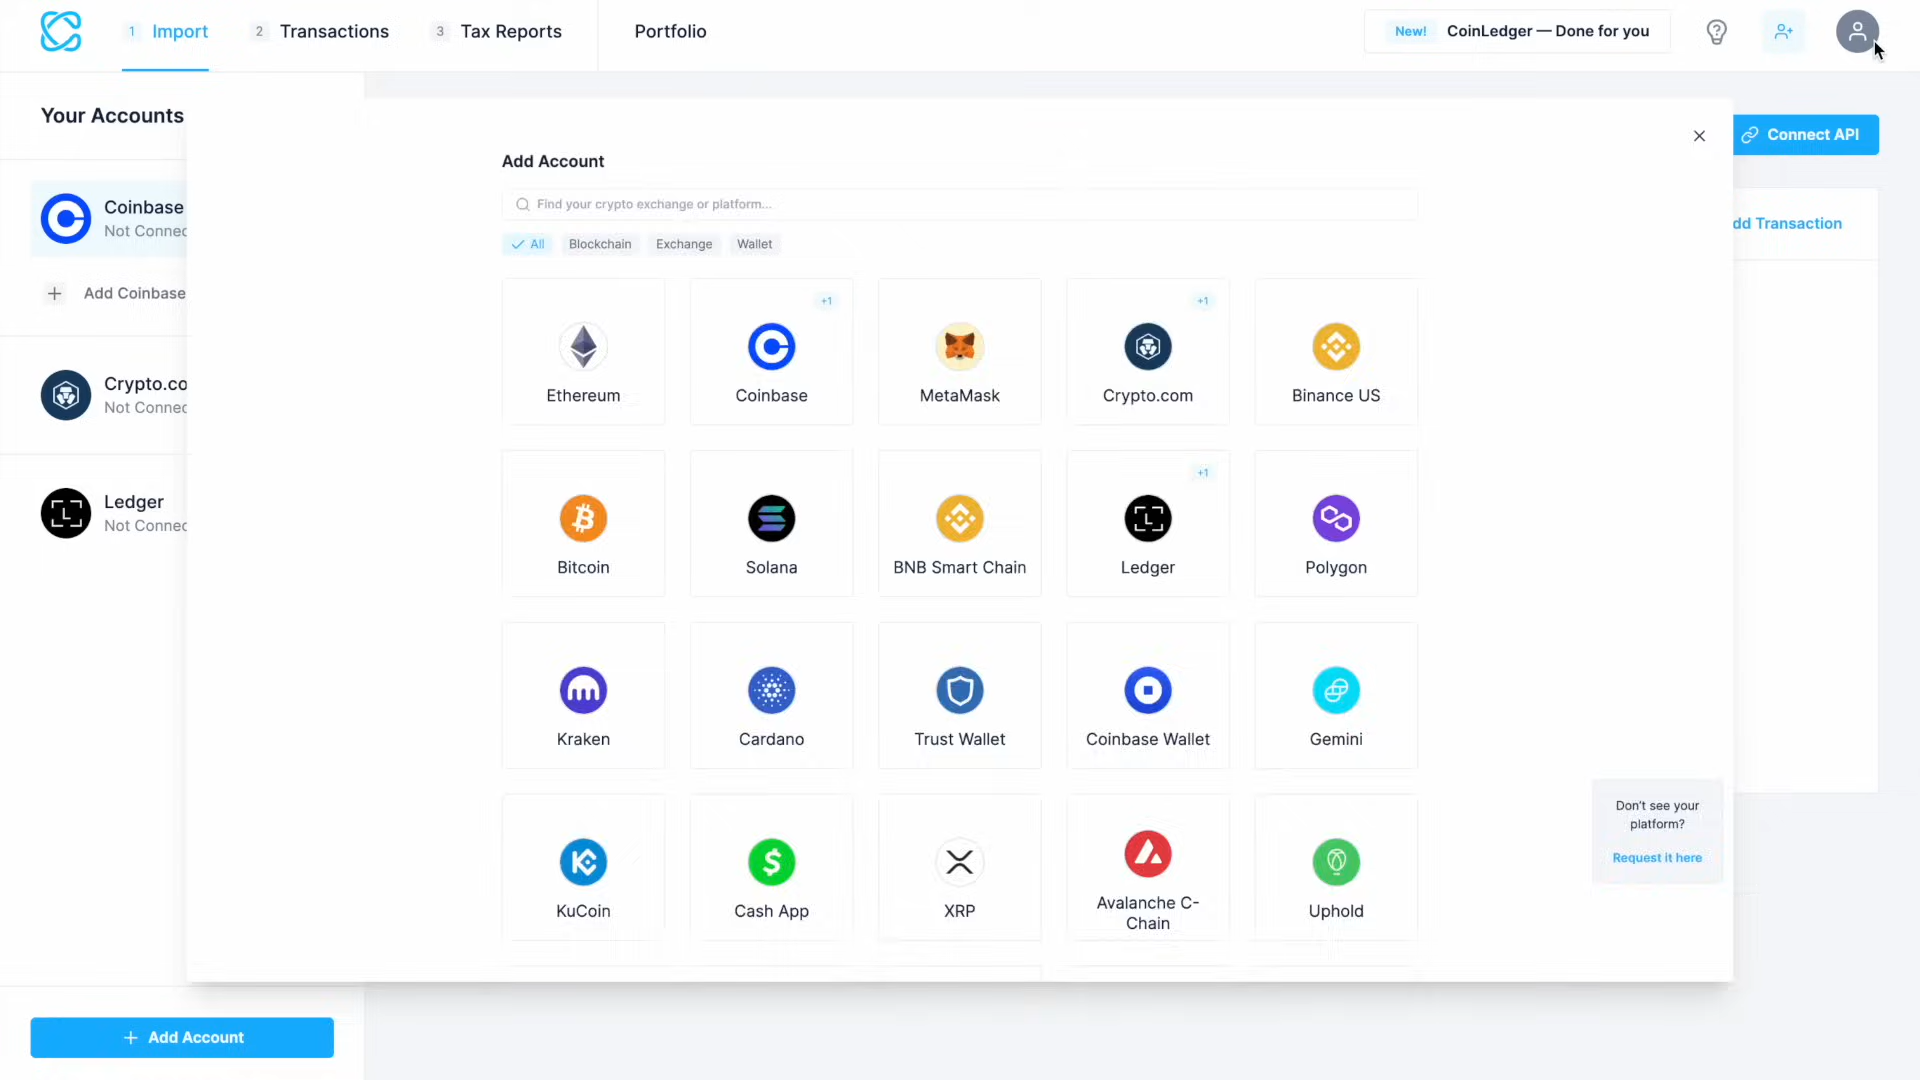 1 Import
2 Transactions
3 Tax Reports
Portfolio
New! CoinLedger — Done for you
Your Accounts
Connect API
Add Account
Find your crypto exchange or platform...
Coinbase
Not Connec
dd Transaction
All
Blockchain
Exchange
Wallet
Add Coinbase
+1
+1
Ethereum
Coinbase
MetaMask
Crypto.com
Binance US
Crypto.co
Not Connec
+1
Ledger
Not Connec
Bitcoin
Solana
BNB Smart Chain
Ledger
Polygon
Kraken
Cardano
Trust Wallet
Coinbase Wallet
Gemini
Don't see your
platform?
Request it here
KuCoin
Cash App
XRP
Avalanche C-
Chain
Uphold
Add Account